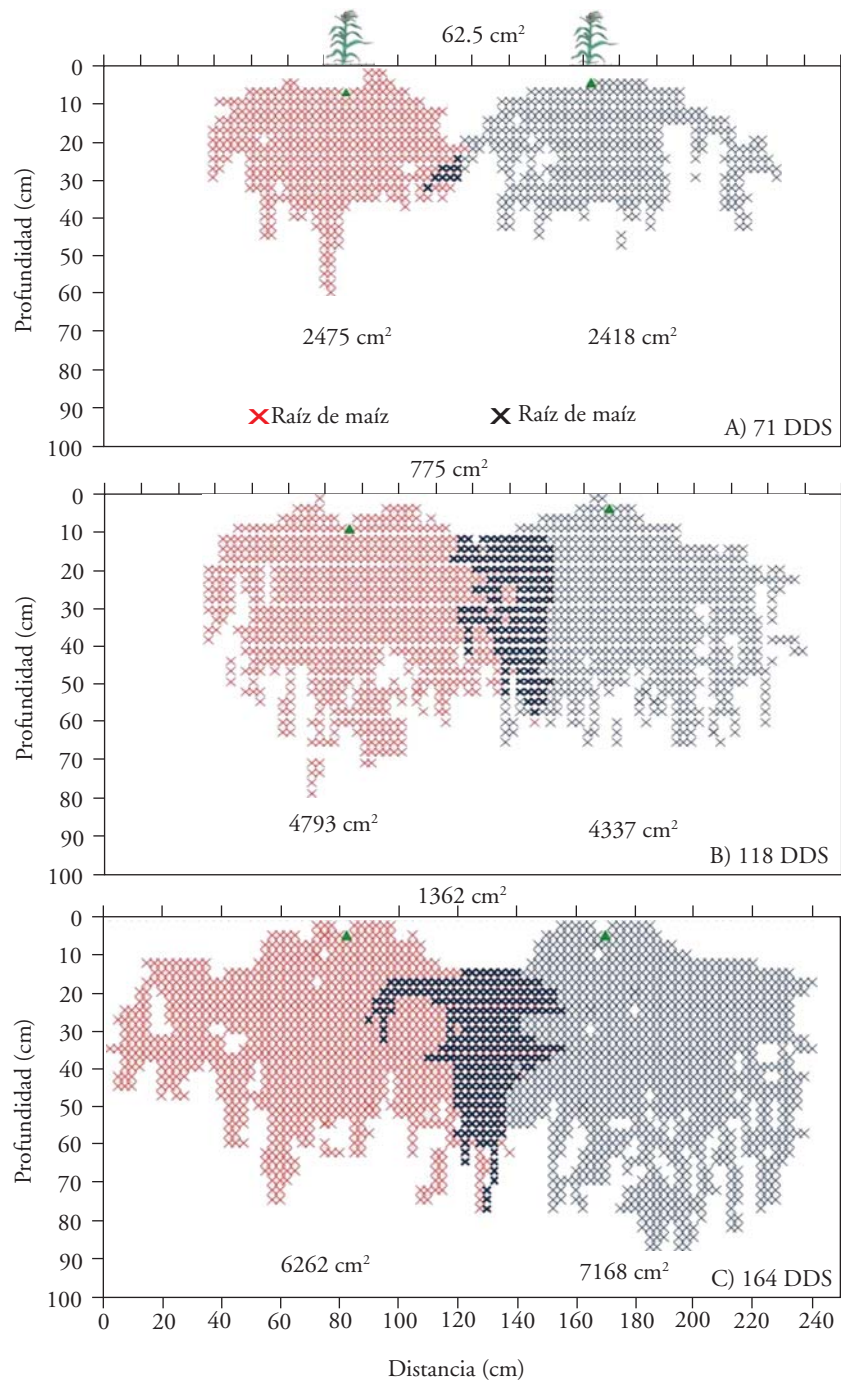 62.5 cm²
0
10
20
30
40
50
60
70
80
90
100
Profundidad (cm)
2475 cm²
2418 cm²
Raíz de maíz
Raíz de maíz
A) 71 DDS
775 cm²
0
10
20
30
40
50
60
70
80
90
100
Profundidad (cm)
4793 cm²
4337 cm²
B) 118 DDS
1362 cm²
0
10
20
30
40
50
60
70
80
90
100
Profundidad (cm)
6262 cm²
7168 cm²
C) 164 DDS
0 20 60 80 100 120 140 160 180 200 220 240
Distancia (cm)